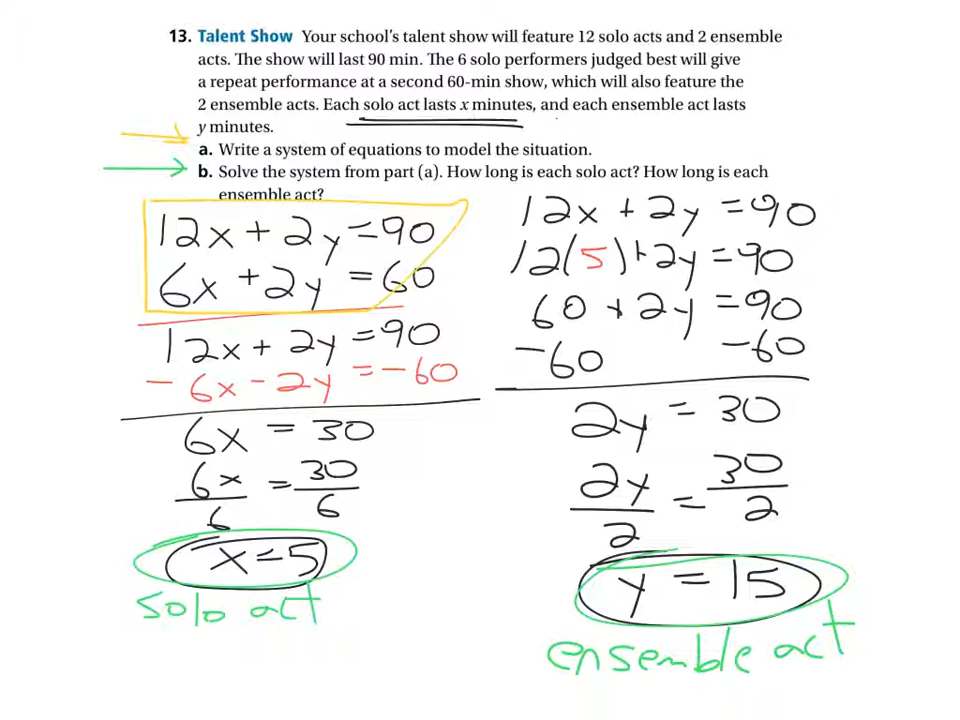 13. Talent Show Your school's talent show will feature 12 solo acts and 2 ensemble
acts. The show will last 90 min. The 6 solo performers judged best will give
a repeat performance at a second 60-min show, which will also feature the
2 ensemble acts. Each solo act lasts x minutes, and each ensemble act lasts
y minutes.
a. Write a system of equations to model the situation.
b. Solve the system from part (a). How long is each solo act? How long is each
ensemble act?
12x + 2y = 90
6x + 2y = 60
12x + 2y = 90
- 6x - 2y = - 60
6x = 30
6x/6 = 30/6
x = 5
solo act
12x + 2y = 90
12(5) + 2y = 90
60 + 2y = 90
-60 -60
2y = 30
2y/2 = 30/2
y = 15
ensemble act